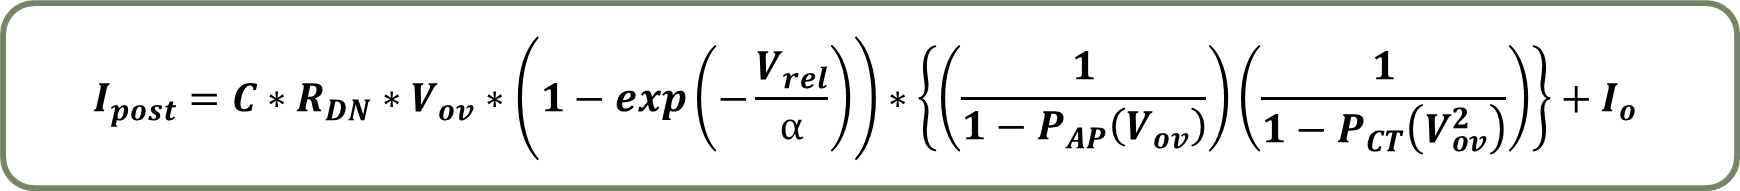 I_post = C * R_DN * V_ov * (1 − exp(−V_rel/α)) * {(1/(1 − P_AP(V_ov)))(1/(1 − P_CT(V_ov^2)))} + I_o